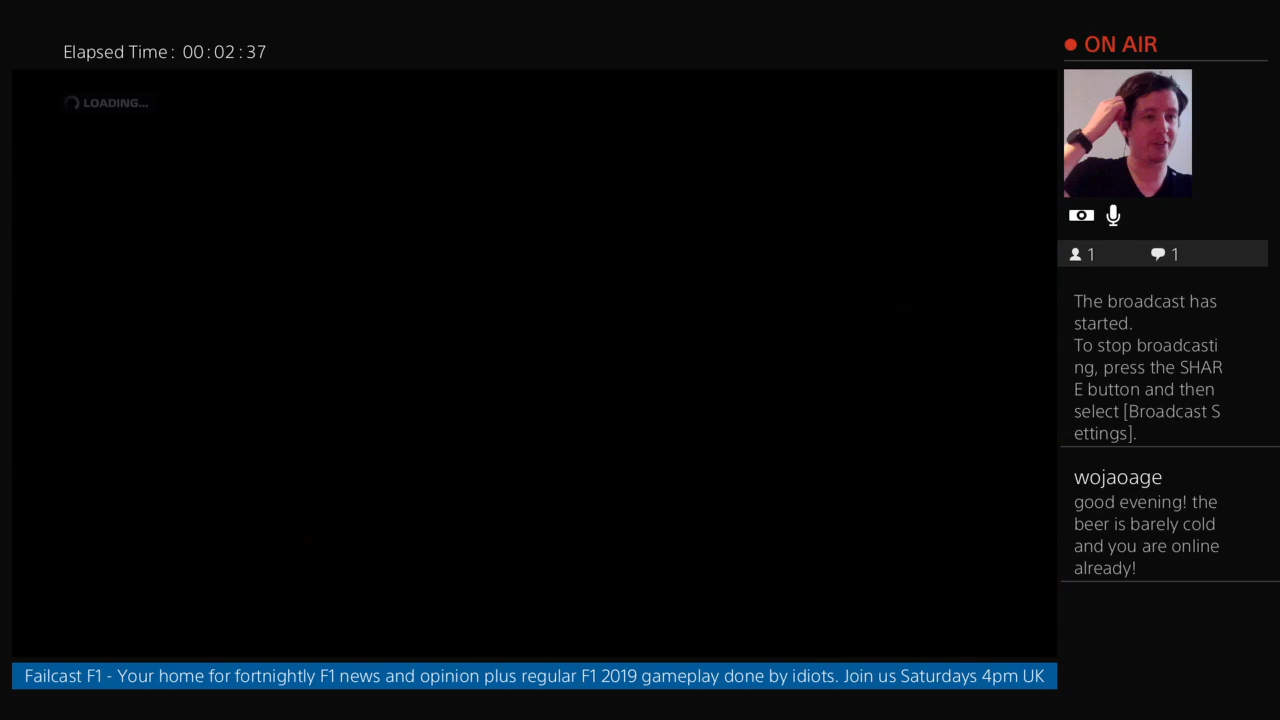 Elapsed Time: 00:02:37
ON AIR
LOADING...
1
1
The broadcast has
started.
To stop broadcasti
ng, press the SHAR
E button and then
select [Broadcast S
ettings].
wojaoage
good evening! the
beer is barely cold
and you are online
already!
Failcast F1 - Your home for fortnightly F1 news and opinion plus regular F1 2019 gameplay done by idiots. Join us Saturdays 4pm UK